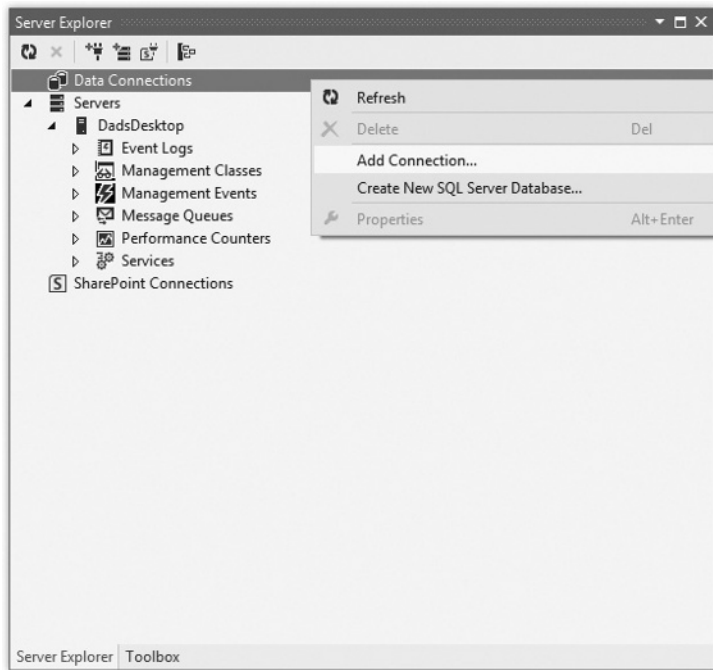 Server Explorer
Data Connections
Servers
DadsDesktop
Event Logs
Management Classes
Management Events
Message Queues
Performance Counters
Services
SharePoint Connections
Refresh
Delete Del
Add Connection...
Create New SQL Server Database...
Properties Alt+Enter
Server Explorer Toolbox